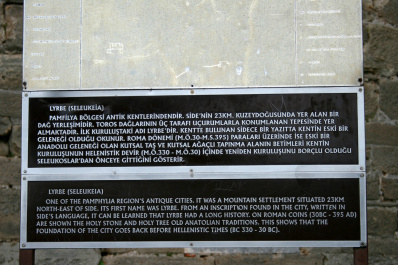 LYRBE (SELEUKEIA)
PAMFİLYA BÖLGESİ ANTİK KENTLERİNDENDİR. SİDE'NİN 23KM. KUZEYDOĞUSUNDA YER ALAN BİR
DAĞ YERLEŞİMİDİR. TOROS DAĞLARININ ÜÇ TARAFI UÇURUMLARLA KONUMLANAN TEPESİNDE YER
ALMAKTADIR. İLK KURULUŞTAKİ ADI LYRBE'DİR. KENTTE BULUNAN SİDECE BİR YAZITTA KENTİN ESKİ BİR
GELENEĞİ OLDUĞU OKUNUR. ROMA DÖNEMİ (M.Ö.30-M.S.395) PARALARI ÜZERİNDE İSE ESKİ BİR
ANADOLU GELENEĞİ OLAN KUTSAL TAŞ VE KUTSAL AĞAÇLI TAPINMA ALANIN BETİMLERİ KENTİN
KURULUŞUNUN HELENİSTİK DEVİR (M.Ö.330 - M.Ö.30) İÇİNDE YENİDEN KURULUŞUNU BORÇLU OLDUĞU
SELEUKOSLAR'DAN ÖNCEYE GİTTİĞİNİ GÖSTERİR.
LYRBE (SELEUKEIA)
ONE OF THE PAMPHYLIA REGION'S ANTIQUE CITIES. IT WAS A MOUNTAIN SETTLEMENT SITUATED 23KM
NORTH-EAST OF SIDE. ITS FIRST NAME WAS LYRBE. FROM AN INSCRIPTION FOUND IN THE CITY, WRITTEN IN
SIDE'S LANGUAGE, IT CAN BE LEARNED THAT LYRBE HAD A LONG HISTORY. ON ROMAN COINS (30BC - 395 AD)
ARE SHOWN THE HOLY STONE AND HOLY TREE OLD ANATOLIAN TRADITIONS. THIS SHOWS THAT THE
FOUNDATION OF THE CITY GOES BACK BEFORE HELLENISTIC TİMES (BC 330 - 30 BC).